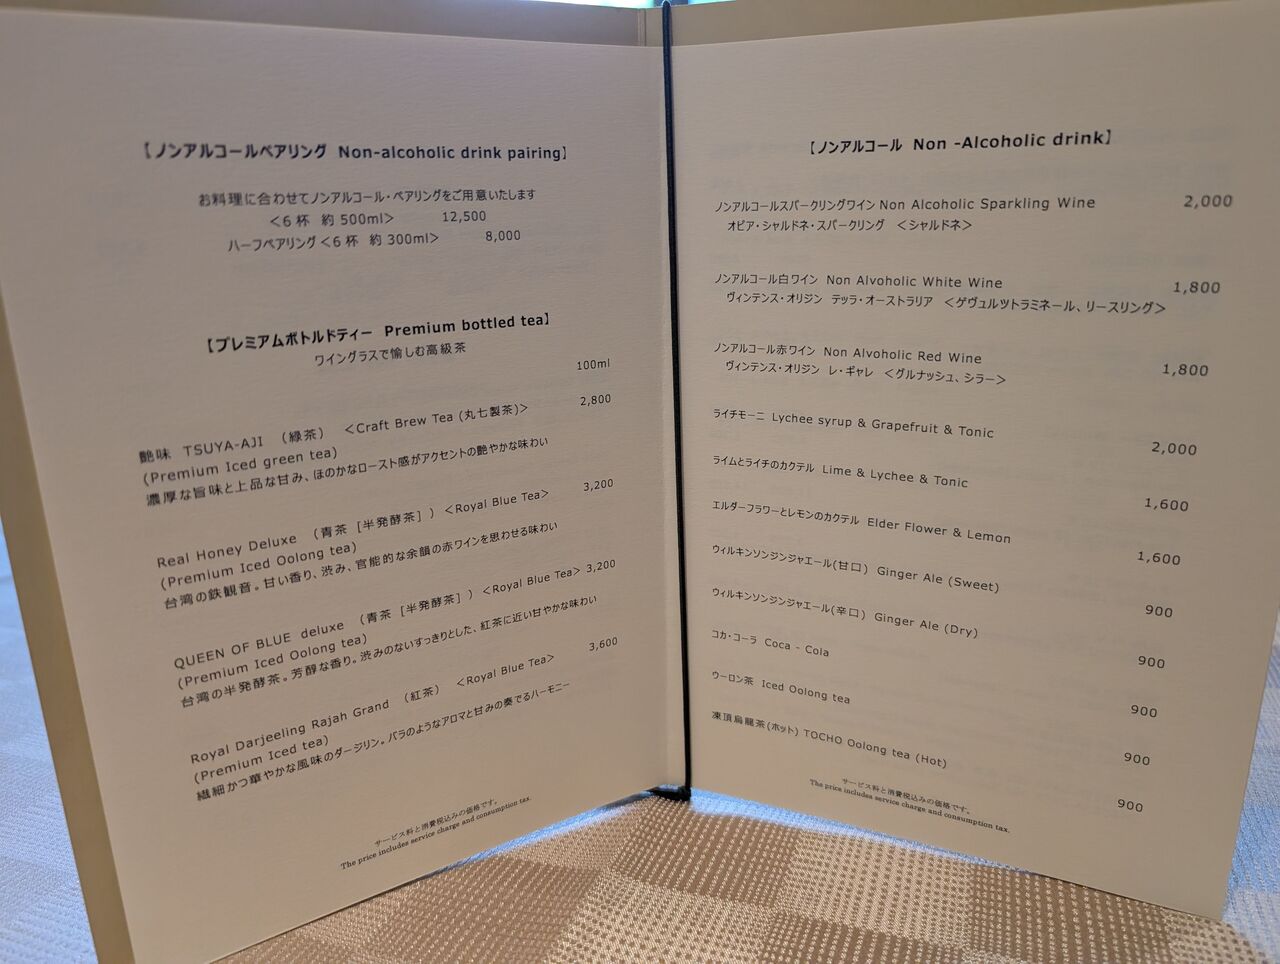 【ノンアルコールペアリング Non-alcoholic drink pairing】
お料理に合わせてノンアルコール・ペアリングをご用意いたします
<6杯 約500ml> 12,500
ハーフペアリング<6杯 約300ml> 8,000
【プレミアムボトルドティー Premium bottled tea】
ワイングラスで愉しむ高級茶
100ml
艶味 TSUYA-AJI （緑茶） <Craft Brew Tea (丸七製茶)> 2,800
(Premium Iced green tea)
濃厚な旨味と上品な甘み、ほのかなロースト感がアクセントの艶やかな味わい
Real Honey Deluxe （青茶［半発酵茶］）<Royal Blue Tea> 3,200
(Premium Iced Oolong tea)
台湾の鉄観音。甘い香り、渋み、官能的な余韻の赤ワインを思わせる味わい
QUEEN OF BLUE deluxe （青茶［半発酵茶］）<Royal Blue Tea> 3,200
(Premium Iced Oolong tea)
台湾の半発酵茶。芳醇な香り。渋みのないすっきりとした、紅茶に近い甘やかな味わい
Royal Darjeeling Rajah Grand （紅茶） <Royal Blue Tea> 3,600
(Premium Iced tea)
繊細かつ華やかな風味のダージリン。バラのようなアロマと甘みの奏でるハーモニー
サービス料と消費税込みの価格です。
The price includes service charge and consumption tax.
【ノンアルコール Non -Alcoholic drink】
ノンアルコールスパークリングワイン Non Alcoholic Sparkling Wine 2,000
オピア・シャルドネ・スパークリング <シャルドネ>
ノンアルコール白ワイン Non Alvoholic White Wine 1,800
ヴィンテンス・オリジン テッラ・オーストラリア <ゲヴュルツトラミネール、リースリング>
ノンアルコール赤ワイン Non Alvoholic Red Wine 1,800
ヴィンテンス・オリジン レ・ギャレ <グルナッシュ、シラー>
ライチモーニ Lychee syrup & Grapefruit & Tonic 2,000
ライムとライチのカクテル Lime & Lychee & Tonic 1,600
エルダーフラワーとレモンのカクテル Elder Flower & Lemon 1,600
ウィルキンソンジンジャエール(甘口) Ginger Ale (Sweet) 900
ウィルキンソンジンジャエール(辛口) Ginger Ale (Dry) 900
コカ・コーラ Coca - Cola 900
ウーロン茶 Iced Oolong tea 900
凍頂烏龍茶(ホット) TOCHO Oolong tea (Hot) 900
サービス料と消費税込みの価格です。
The price includes service charge and consumption tax.